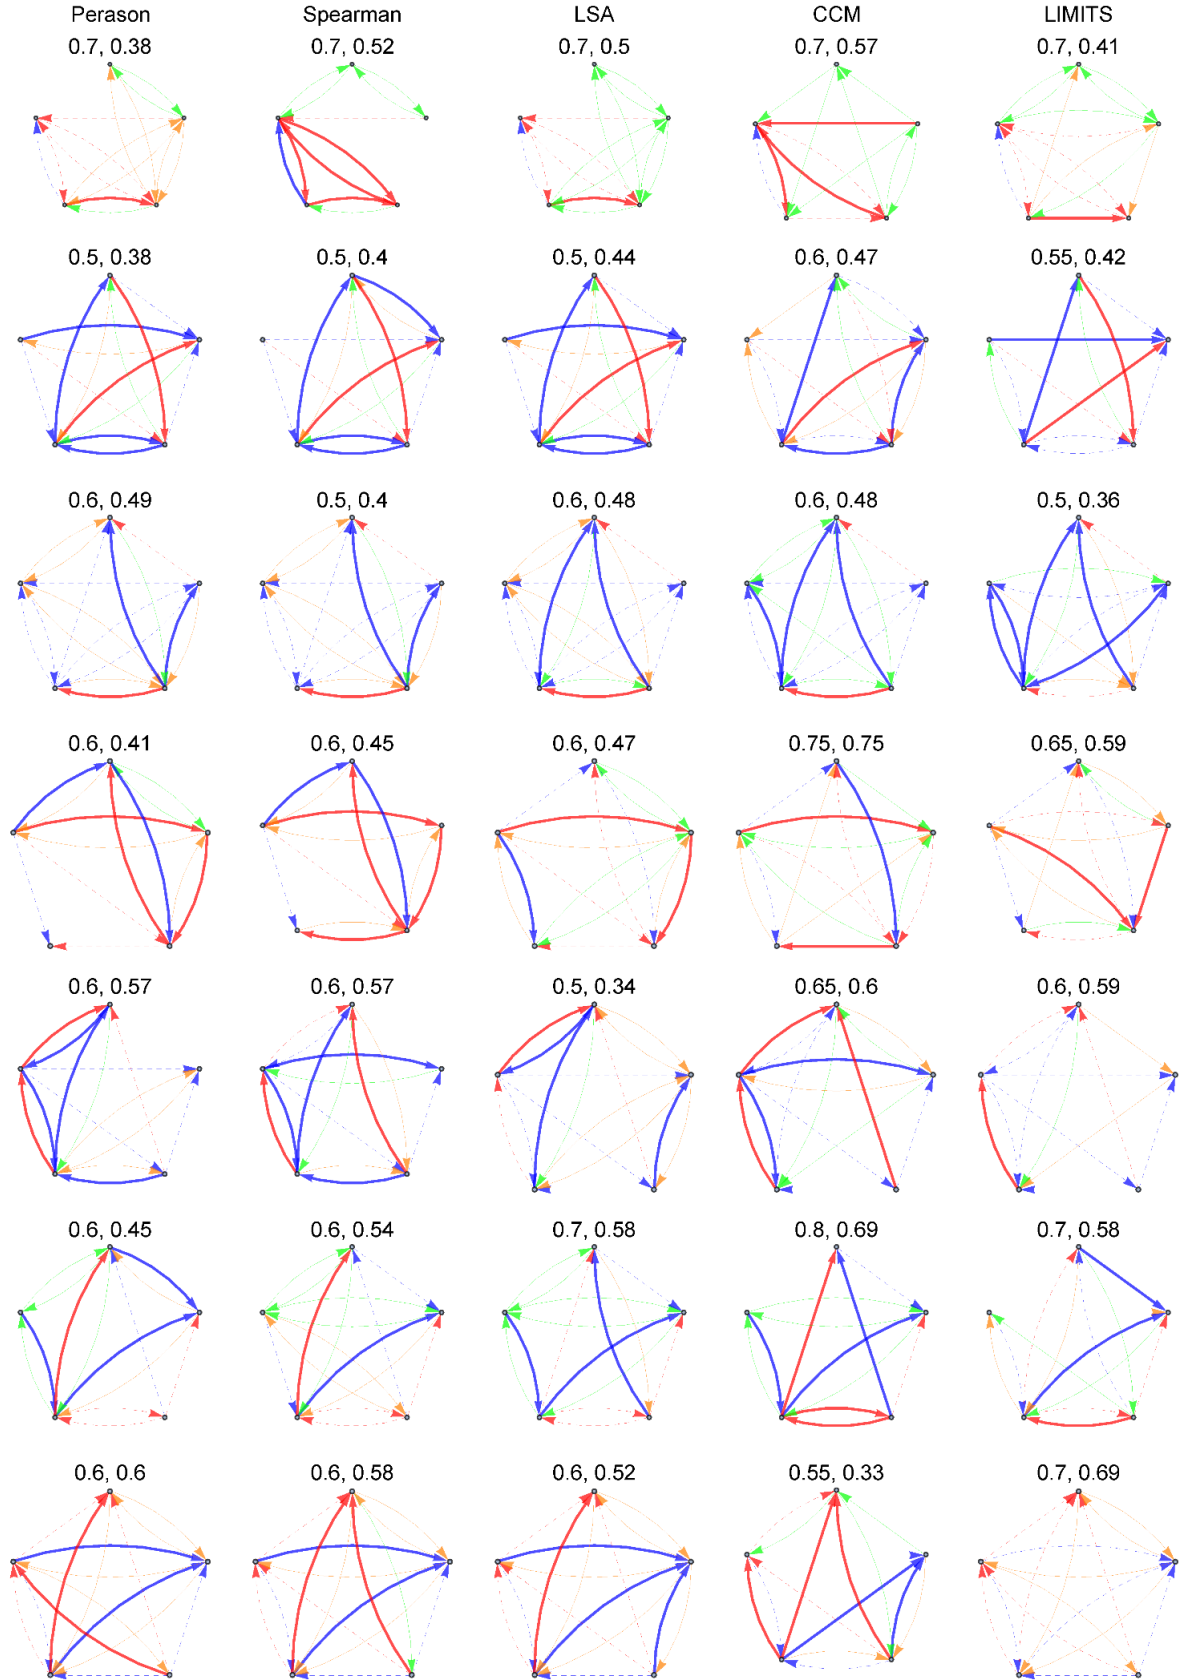 Perason Spearman LSA CCM LIMITS
0.7, 0.38 0.7, 0.52 0.7, 0.5 0.7, 0.57 0.7, 0.41
0.5, 0.38 0.5, 0.4 0.5, 0.44 0.6, 0.47 0.55, 0.42
0.6, 0.49 0.5, 0.4 0.6, 0.48 0.6, 0.48 0.5, 0.36
0.6, 0.41 0.6, 0.45 0.6, 0.47 0.75, 0.75 0.65, 0.59
0.6, 0.57 0.6, 0.57 0.5, 0.34 0.65, 0.6 0.6, 0.59
0.6, 0.45 0.6, 0.54 0.7, 0.58 0.8, 0.69 0.7, 0.58
0.6, 0.6 0.6, 0.58 0.6, 0.52 0.55, 0.33 0.7, 0.69